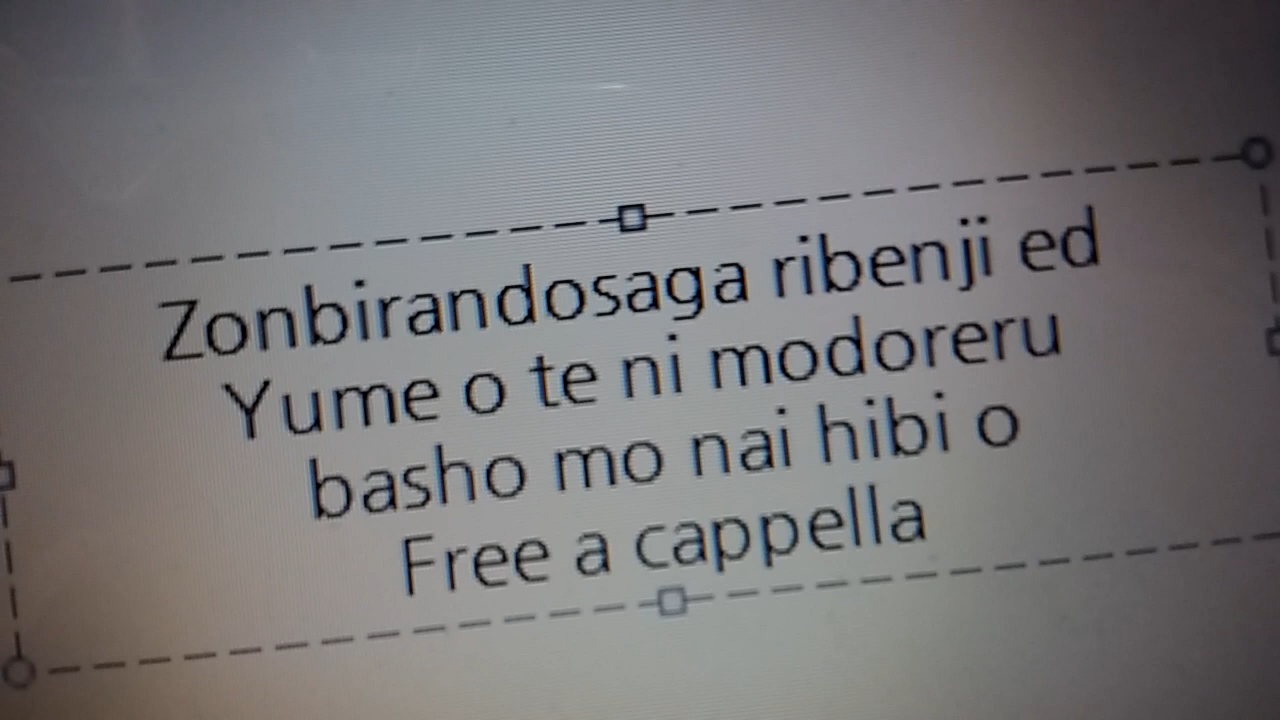 Zonbirandosaga ribenji ed
Yume o te ni modoreru
basho mo nai hibi o
Free a cappella